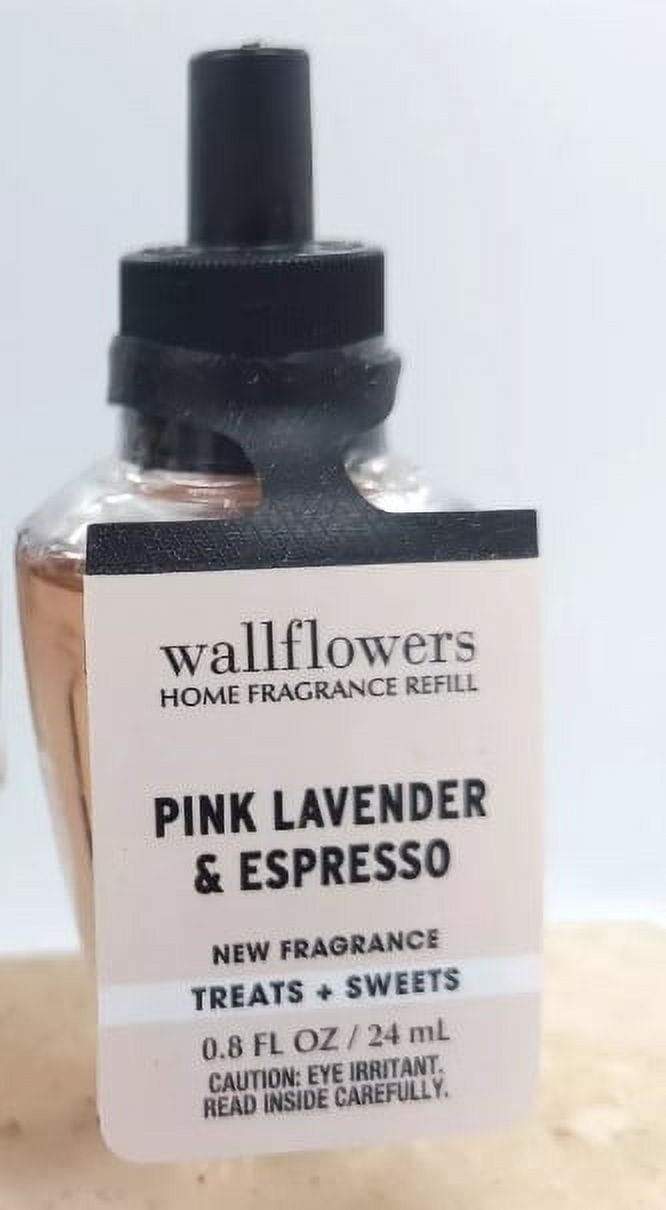 wallflowers
HOME FRAGRANCE REFILL
PINK LAVENDER
& ESPRESSO
NEW FRAGRANCE
TREATS + SWEETS
0.8 FL OZ / 24 mL
CAUTION: EYE IRRITANT.
READ INSIDE CAREFULLY.